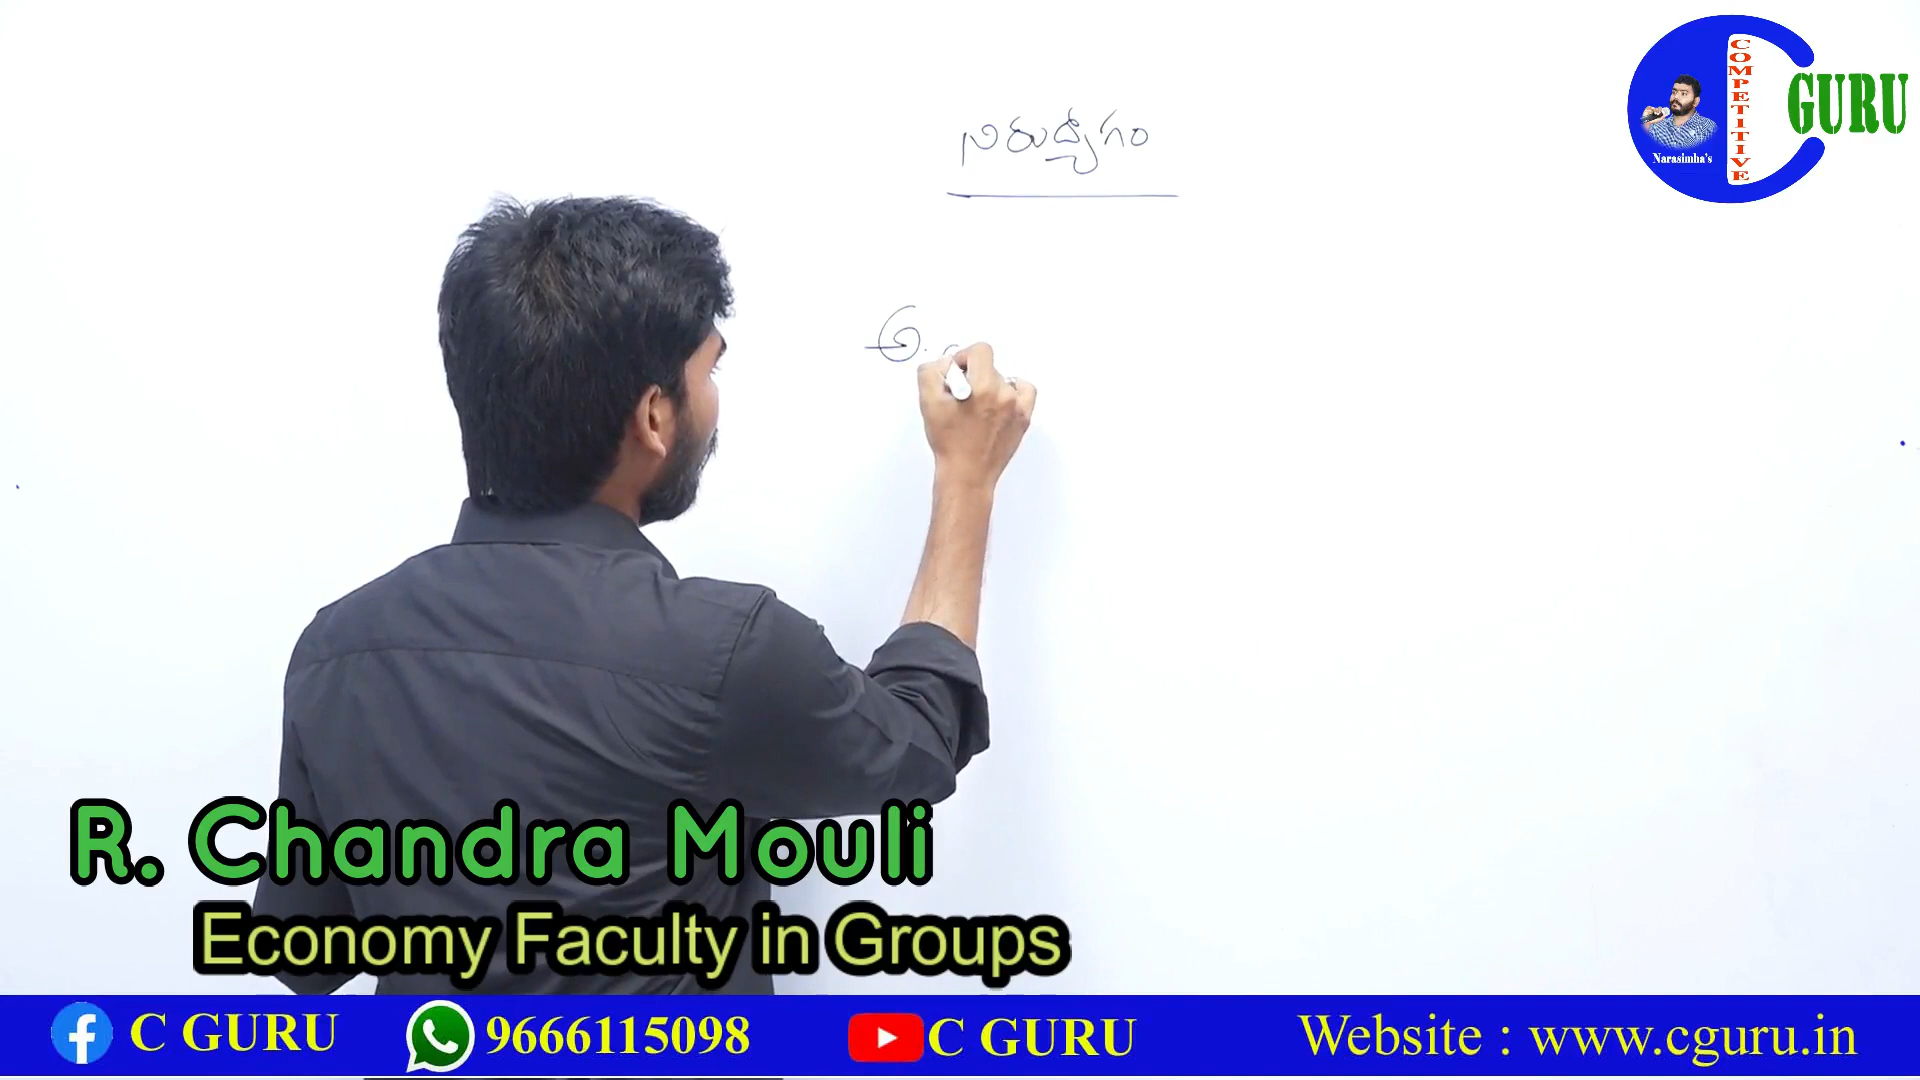 నిరుద్యోగం
COMPETITIVE
GURU
Narasimha's
R. Chandra Mouli
Economy Faculty in Groups
C GURU
9666115098
C GURU
Website : www.cguru.in